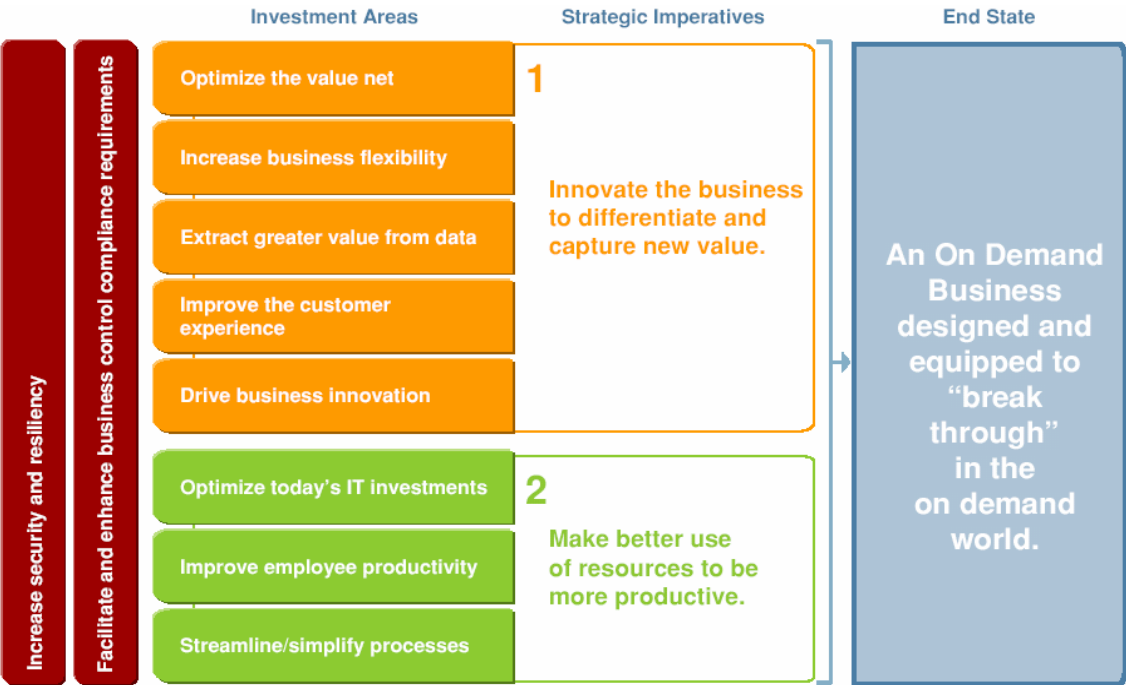 Investment Areas
Strategic Imperatives
End State
Increase security and resiliency
Facilitate and enhance business control compliance requirements
Optimize the value net
Increase business flexibility
Extract greater value from data
Improve the customer
experience
Drive business innovation
1
Innovate the business
to differentiate and
capture new value.
Optimize today's IT investments
Improve employee productivity
Streamline/simplify processes
2
Make better use
of resources to be
more productive.
An On Demand
Business
designed and
equipped to
“break
through”
in the
on demand
world.